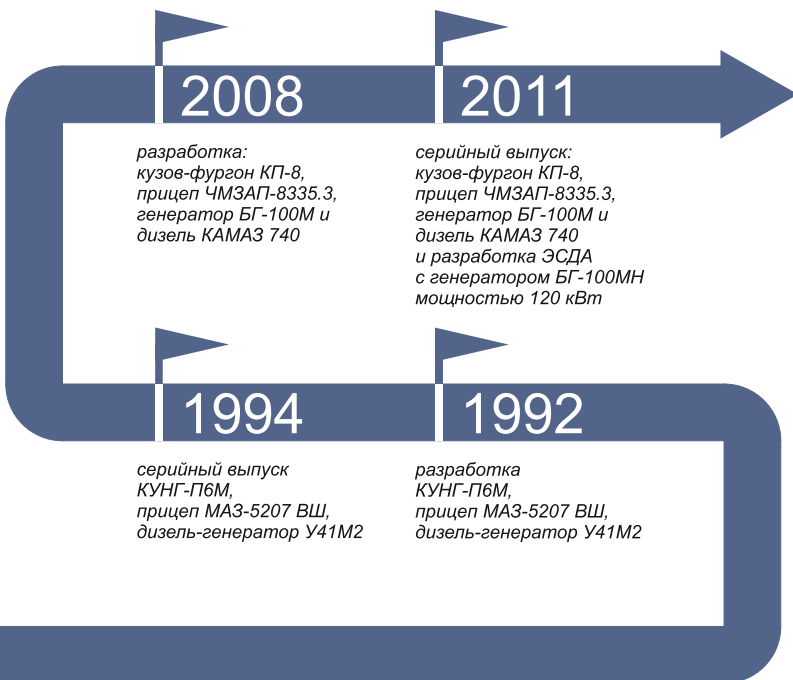 2008
разработка:
кузов-фургон КП-8,
прицеп ЧМЗАП-8335.3,
генератор БГ-100М и
дизель КАМАЗ 740
2011
серийный выпуск:
кузов-фургон КП-8,
прицеп ЧМЗАП-8335.3,
генератор БГ-100М и
дизель КАМАЗ 740
и разработка ЭСДА
с генератором БГ-100МН
мощностью 120 кВт
1994
серийный выпуск
КУНГ-П6М,
прицеп МАЗ-5207 ВШ,
дизель-генератор У41М2
1992
разработка
КУНГ-П6М,
прицеп МАЗ-5207 ВШ,
дизель-генератор У41М2